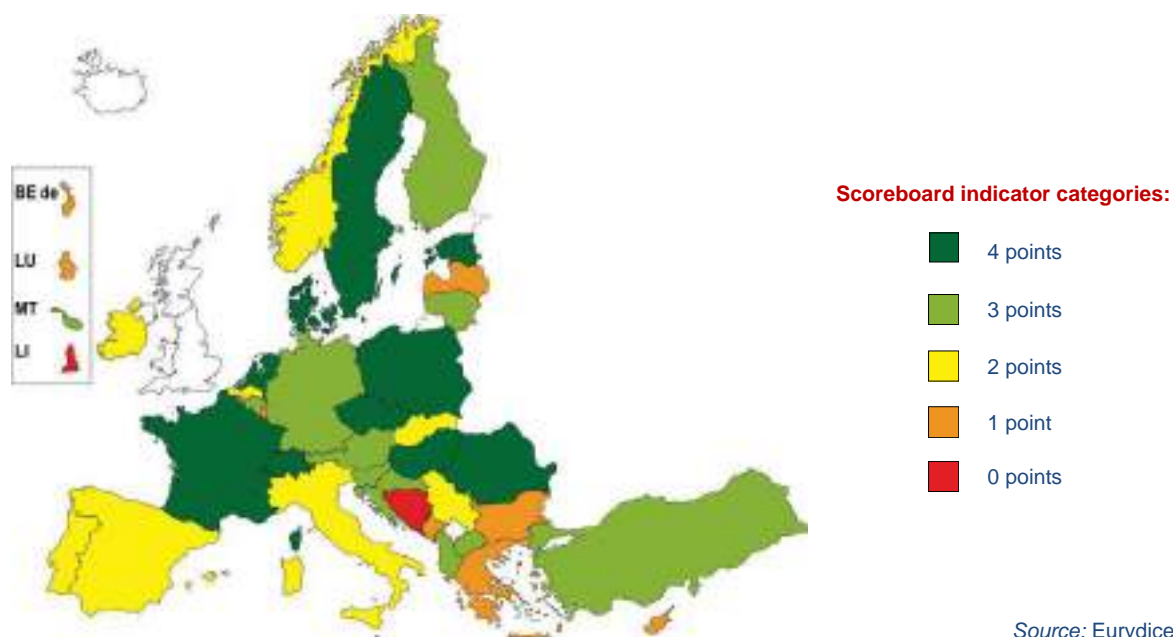 BE de
LU
MT
LI
Scoreboard indicator categories:
4 points
3 points
2 points
1 point
0 points
Source: Eurydice